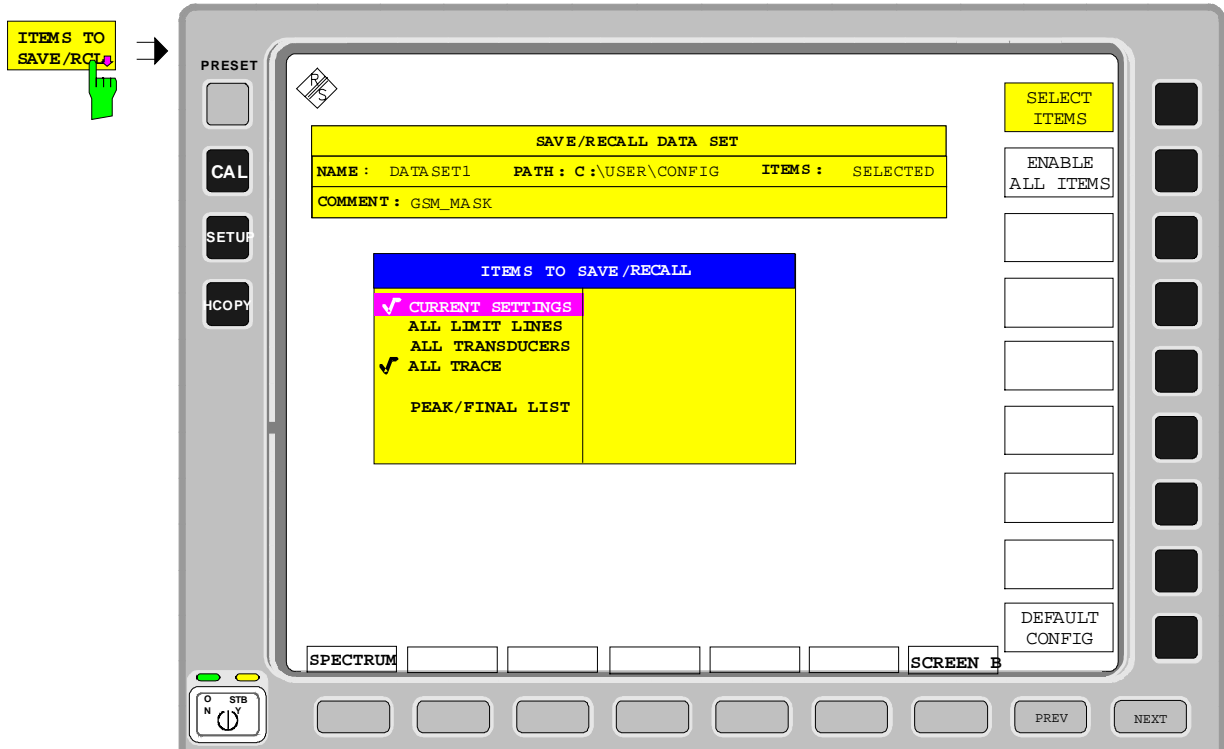 ITEMS TO
SAVE/RCL
PRESET
CAL
SETUP
HCOPY
R
S
SAVE/RECALL DATA SET
NAME: DATASET1 PATH: C:\USER\CONFIG ITEMS: SELECTED
COMMENT: GSM_MASK
ITEMS TO SAVE/RECALL
√ CURRENT SETTINGS
ALL LIMIT LINES
ALL TRANSDUCERS
√ ALL TRACE
PEAK/FINAL LIST
SELECT
ITEMS
ENABLE
ALL ITEMS
DEFAULT
CONFIG
SPECTRUM
SCREEN B
O STB
N Y
PREV
NEXT